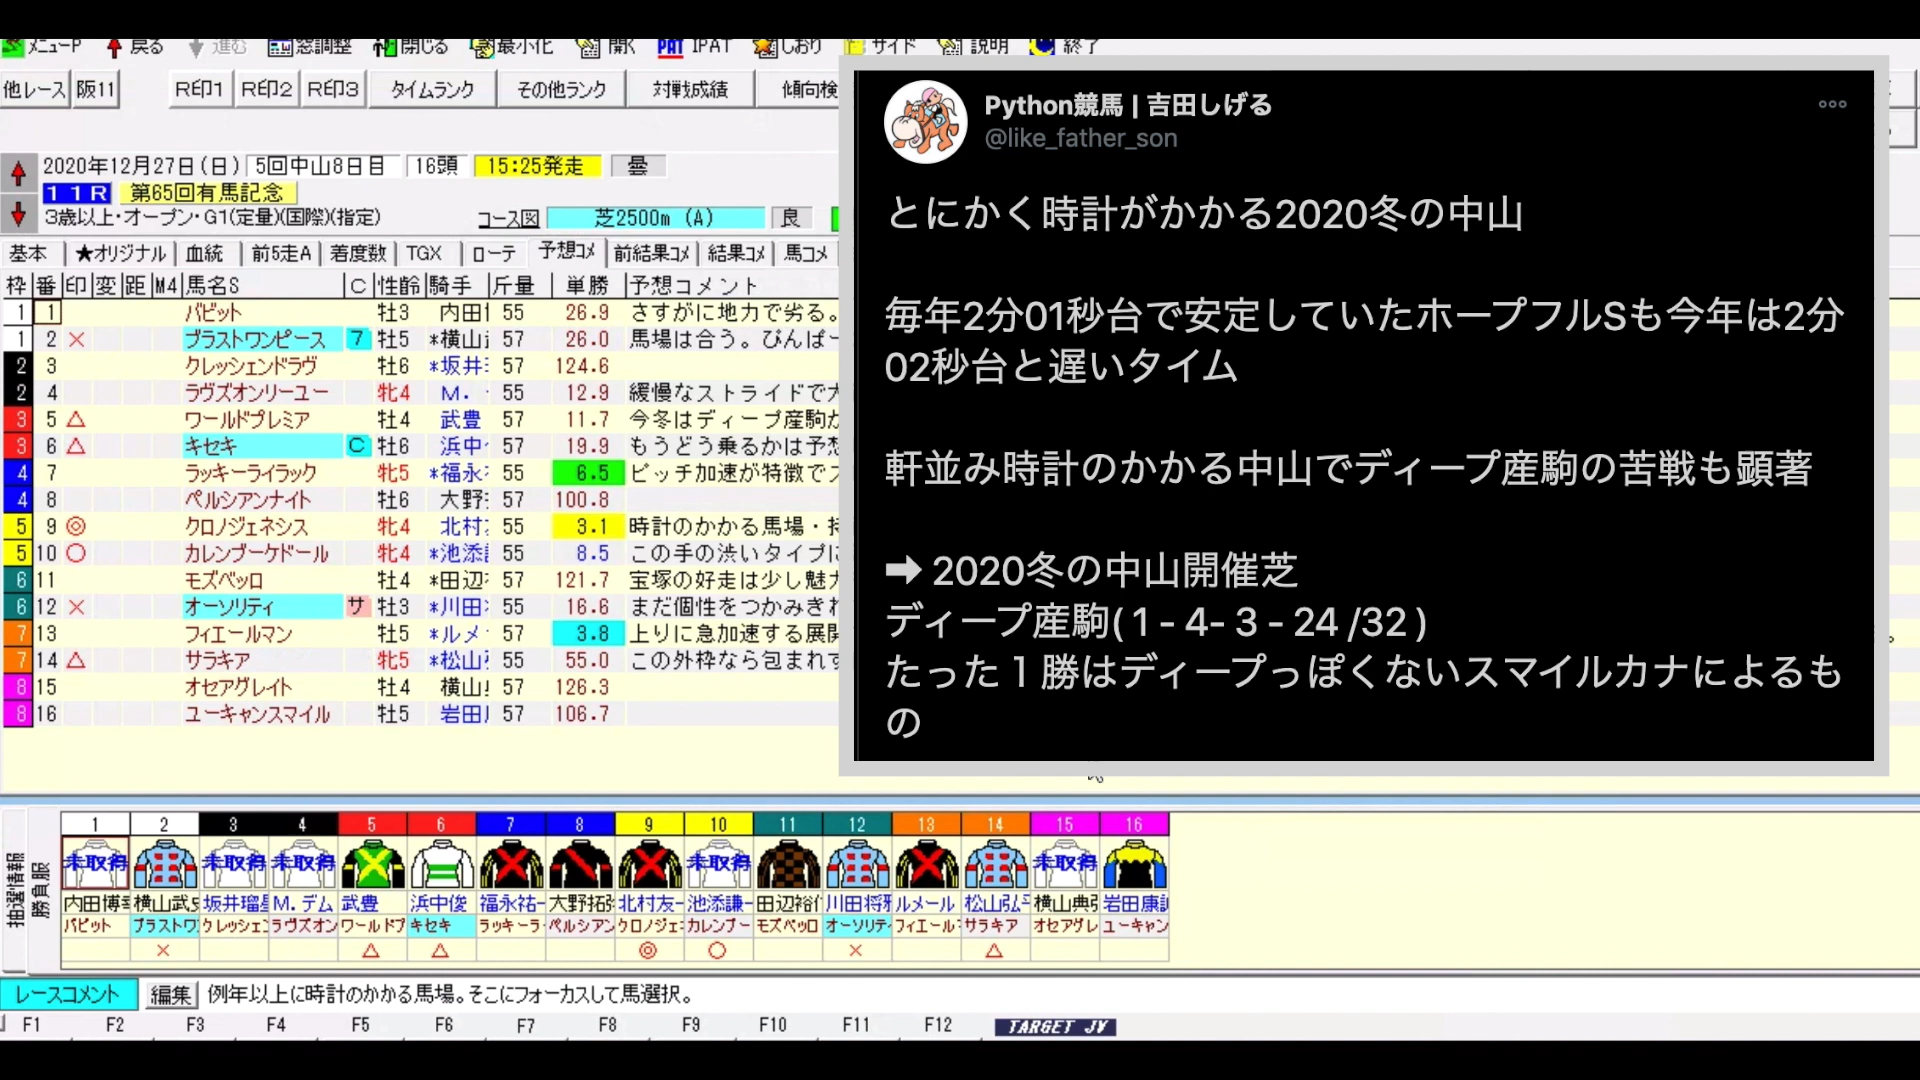 メニューP 戻る 進む 窓調整 閉じる 最小化 開く PAT IPAT しおり サイド 説明 終了
他レース 阪11 R印1 R印2 R印3 タイムランク その他ランク 対戦成績 傾向検
2020年12月27日(日) 5回中山8日目 16頭 15:25発走 曇
11R 第65回有馬記念
3歳以上・オープン・G1(定量)(国際)(指定) コース図 芝2500m (A) 良
基本 ★オリジナル 血統 前5走A 着度数 TGX ローテ 予想コメ 前結果コメ 結果コメ 馬コメ
枠 番 印 変 距 M4 馬名S C 性齢 騎手 斤量 単勝 予想コメント
1 1 バビット 牡3 内田 55 26.9 さすがに地力で劣る。
1 2 × ブラストワンピース 7 牡5 *横山 57 26.0 馬場は合う。びんぱー
2 3 クレッシェンドラヴ 牡6 *坂井 57 124.6
2 4 ラヴズオンリーユー 牝4 M. 55 12.9 緩慢なストライドで
3 5 △ ワールドプレミア 牡4 武豊 57 11.7 今冬はディープ産駒
3 6 △ キセキ C 牡6 浜中 57 19.9 もうどう乗るかは予想
4 7 ラッキーライラック 牝5 *福永 55 6.5 ピッチ加速が特徴で
4 8 ペルシアンナイト 牡6 大野 57 100.8
5 9 ◎ クロノジェネシス 牝4 北村 55 3.1 時計のかかる馬場・持
5 10 ○ カレンブーケドール 牝4 *池添 55 8.5 この手の渋いタイプに
6 11 モズベッロ 牡4 *田辺 57 121.7 宝塚の好走は少し魅力
6 12 × オーソリティ サ 牡3 *川田 55 16.6 まだ個性をつかみきれ
7 13 フィエールマン 牡5 *ルメ 57 3.8 上りに急加速する展開
7 14 △ サラキア 牝5 *松山 55 55.0 この外枠なら包まれず
8 15 オセアグレイト 牡4 横山 57 126.3
8 16 ユーキャンスマイル 牡5 岩田 57 106.7
Python競馬 | 吉田しげる
@like_father_son
とにかく時計がかかる2020冬の中山
毎年2分01秒台で安定していたホープフルSも今年は2分
02秒台と遅いタイム
軒並み時計のかかる中山でディープ産駒の苦戦も顕著
➡ 2020冬の中山開催芝
ディープ産駒( 1 - 4- 3 - 24 /32 )
たった１勝はディープっぽくないスマイルカナによるも
の
抽選情報 勝負服
1 2 3 4 5 6 7 8 9 10 11 12 13 14 15 16
未取得 未取得 未取得 未取得 未取得
内田博幸 横山武史 坂井瑠星 M.デム 武豊 浜中俊 福永祐一 大野拓弥 北村友一 池添謙一 田辺裕信 川田将雅 ルメール 松山弘平 横山典弘 岩田康誠
バビット ブラストワン クレッシェン ラヴズオン ワールドプ キセキ ラッキーラ ペルシアン クロノジェネ カレンブー モズベッロ オーソリティ フィエールマ サラキア オセアグレ ユーキャン
× △ △ ◎ ○ × △
レースコメント 編集 例年以上に時計のかかる馬場。そこにフォーカスして馬選択。
F1 F2 F3 F4 F5 F6 F7 F8 F9 F10 F11 F12 TARGET JV